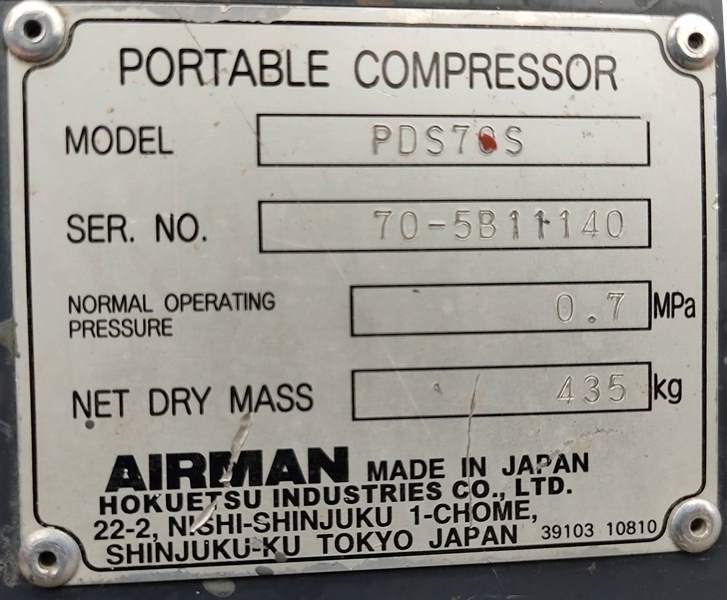 PORTABLE COMPRESSOR
MODEL PDS70S
SER. NO. 70-5B11140
NORMAL OPERATING
PRESSURE 0.7 MPa
NET DRY MASS 435 kg
AIRMAN MADE IN JAPAN
HOKUETSU INDUSTRIES CO., LTD.
22-2, NISHI-SHINJUKU 1-CHOME,
SHINJUKU-KU TOKYO JAPAN 39103 10810